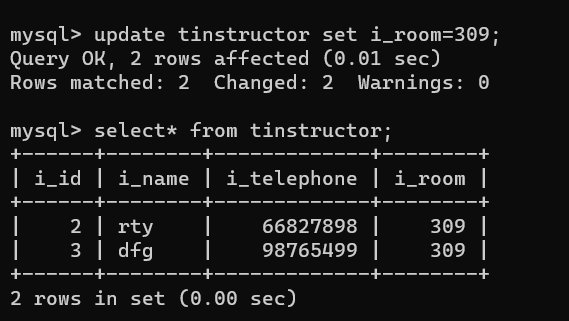 mysql> update tinstructor set i_room=309;
Query OK, 2 rows affected (0.01 sec)
Rows matched: 2  Changed: 2  Warnings: 0
mysql> select* from tinstructor;
+------+--------+-------------+--------+
| i_id | i_name | i_telephone | i_room |
+------+--------+-------------+--------+
|    2 | rty    |    66827898 |    309 |
|    3 | dfg    |    98765499 |    309 |
+------+--------+-------------+--------+
2 rows in set (0.00 sec)